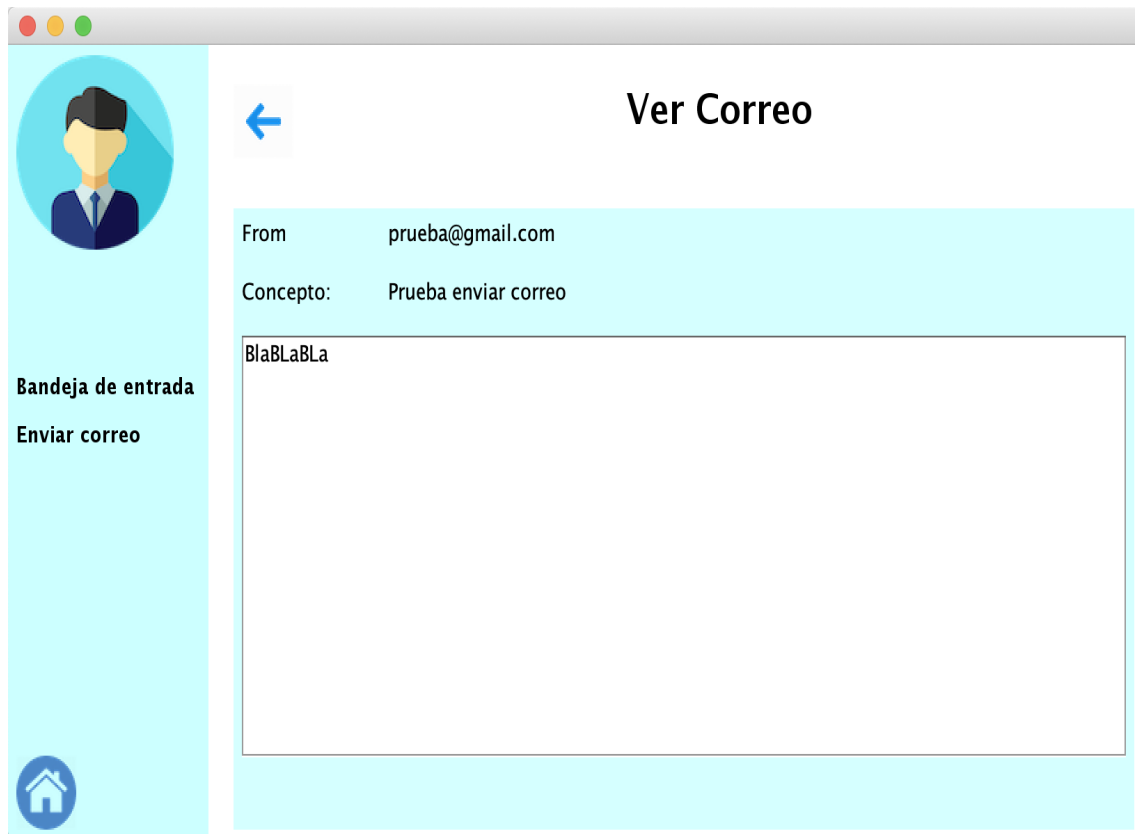 Ver Correo
From prueba@gmail.com
Concepto: Prueba enviar correo
BlaBLaBLa
Bandeja de entrada
Enviar correo